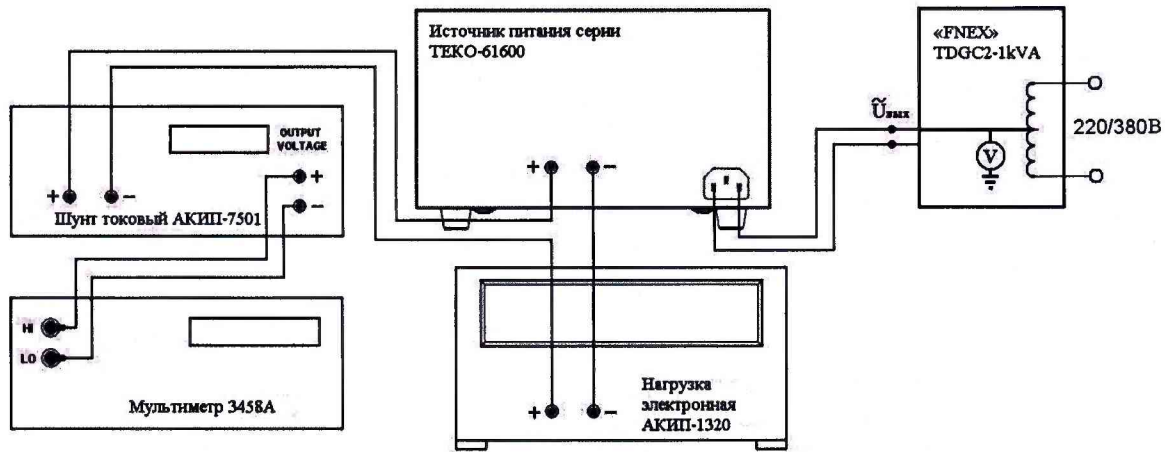 Источник питания серии
ТЕКО-61600
«FNEX»
TDGC2-1kVA
Ũвых
220/380В
V
OUTPUT
VOLTAGE
+ -
+
-
Шунт токовый АКИП-7501
+ -
HI
LO
Мультиметр 3458А
Нагрузка
электронная
АКИП-1320
+ -